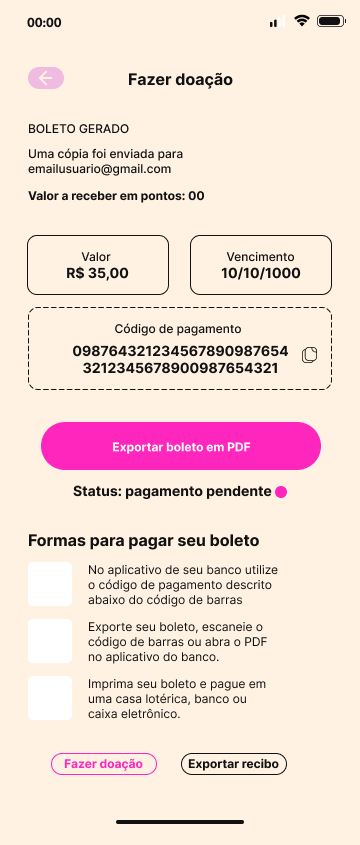 00:00
Fazer doação
BOLETO GERADO
Uma cópia foi enviada para
emailusuario@gmail.com
Valor a receber em pontos: 00
Valor
R$ 35,00
Vencimento
10/10/1000
Código de pagamento
098764321234567890987654
3212345678900987654321
Exportar boleto em PDF
Status: pagamento pendente
Formas para pagar seu boleto
No aplicativo de seu banco utilize
o código de pagamento descrito
abaixo do código de barras
Exporte seu boleto, escaneie o
código de barras ou abra o PDF
no aplicativo do banco.
Imprima seu boleto e pague em
uma casa lotérica, banco ou
caixa eletrônico.
Fazer doação
Exportar recibo